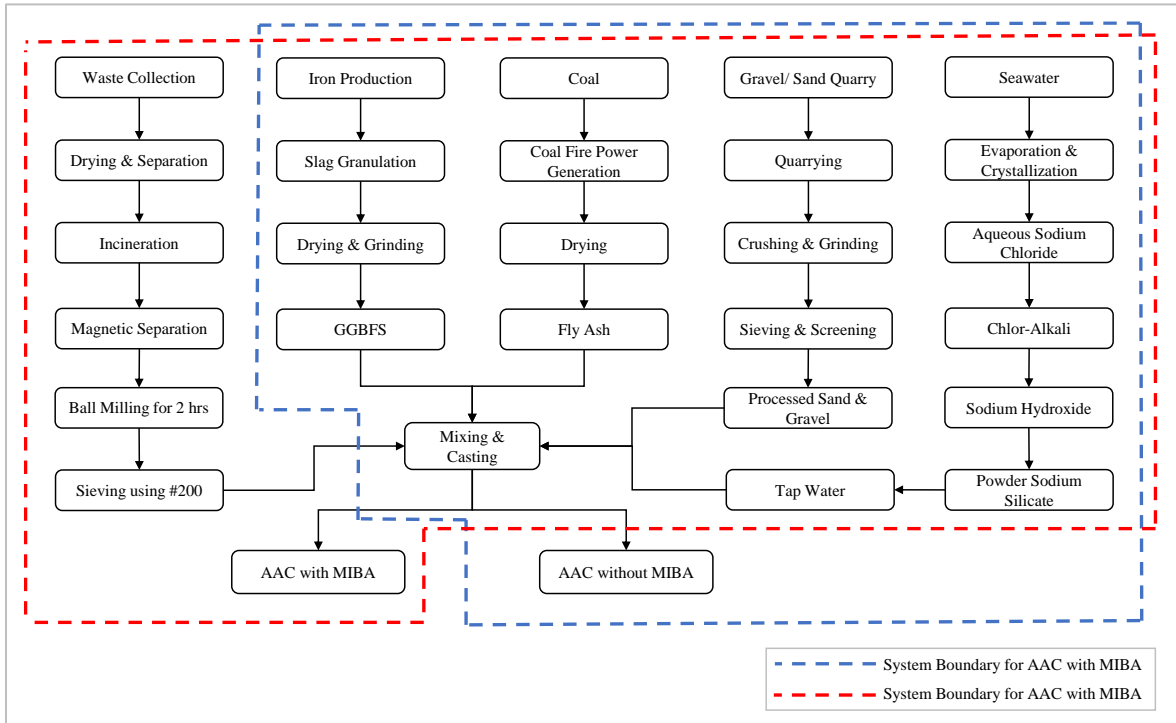 Waste Collection
Iron Production
Coal
Gravel/ Sand Quarry
Seawater
Drying & Separation
Slag Granulation
Coal Fire Power
Generation
Quarrying
Evaporation &
Crystallization
Incineration
Drying & Grinding
Drying
Crushing & Grinding
Aqueous Sodium
Chloride
Magnetic Separation
GGBFS
Fly Ash
Sieving & Screening
Chlor-Alkali
Ball Milling for 2 hrs
Processed Sand &
Gravel
Sodium Hydroxide
Mixing &
Casting
Sieving using #200
Tap Water
Powder Sodium
Silicate
AAC with MIBA
AAC without MIBA
System Boundary for AAC with MIBA
System Boundary for AAC with MIBA